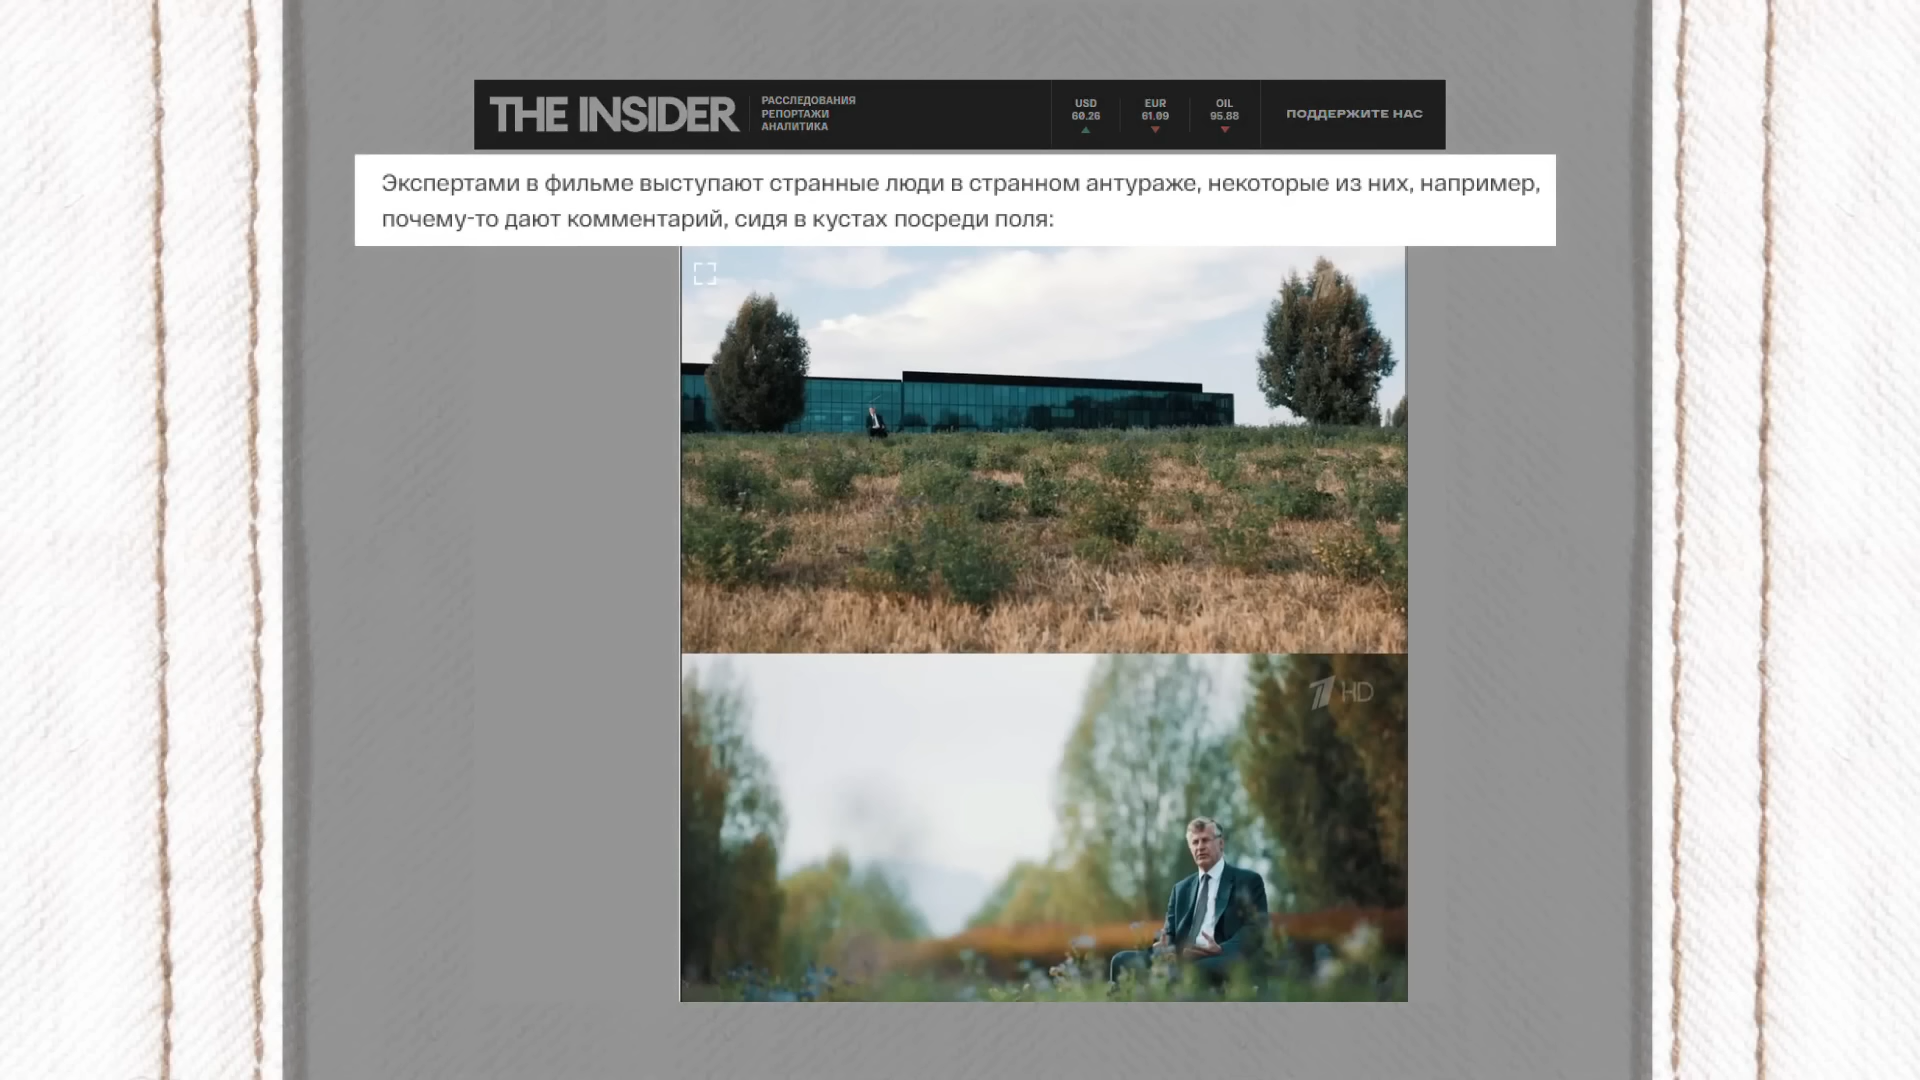 THE INSIDER
РАССЛЕДОВАНИЯ
РЕПОРТАЖИ
АНАЛИТИКА
USD
60.26
EUR
61.09
OIL
95.88
ПОДДЕРЖИТЕ НАС
Экспертами в фильме выступают странные люди в странном антураже, некоторые из них, например,
почему-то дают комментарий, сидя в кустах посреди поля:
HD